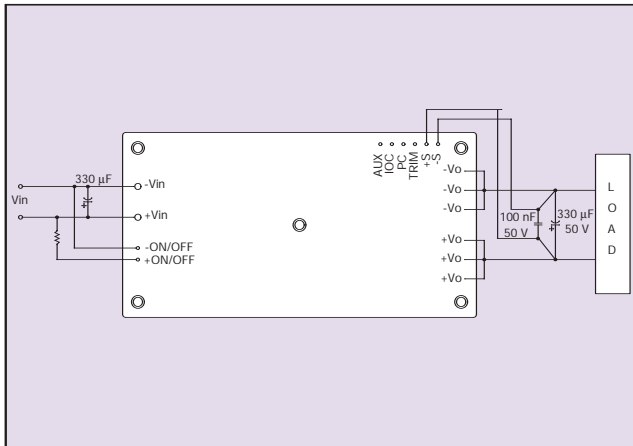 AUX
IOC
PC
TRIM
+S
-S
330 µF
+
Vin
-Vin
+Vin
-ON/OFF
+ON/OFF
-Vo
-Vo
-Vo
+Vo
+Vo
+Vo
100 nF
50 V
+
330 µF
50 V
L
O
A
D